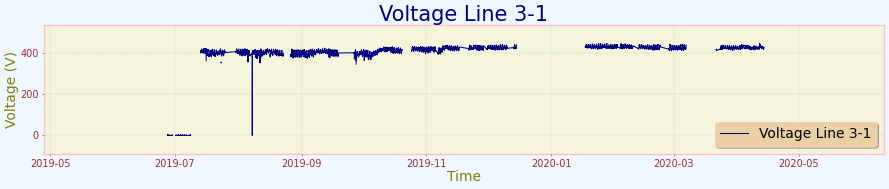 Voltage Line 3-1
Voltage (V)
400
200
0
Voltage Line 3-1
2019-05 2019-07 2019-09 2019-11 2020-01 2020-03 2020-05
Time